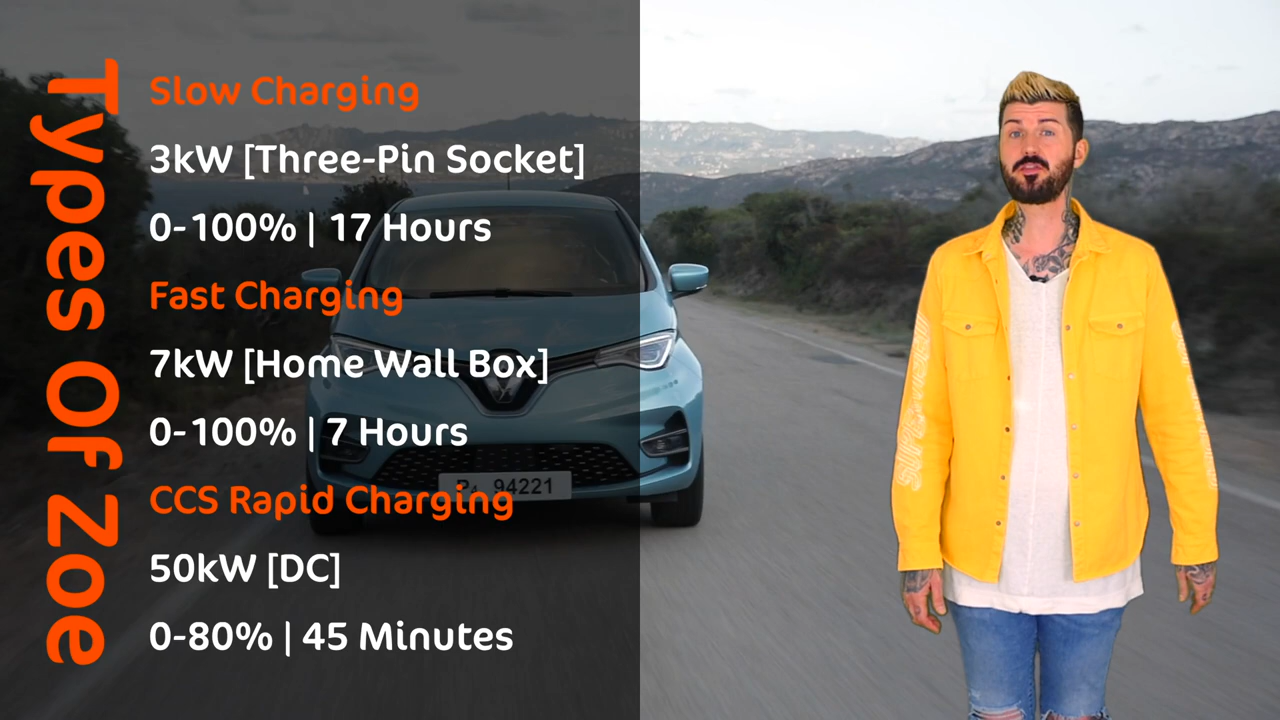 Types Of Zoe
Slow Charging
3kW [Three-Pin Socket]
0-100% | 17 Hours
Fast Charging
7kW [Home Wall Box]
0-100% | 7 Hours
CCS Rapid Charging
50kW [DC]
0-80% | 45 Minutes
94221